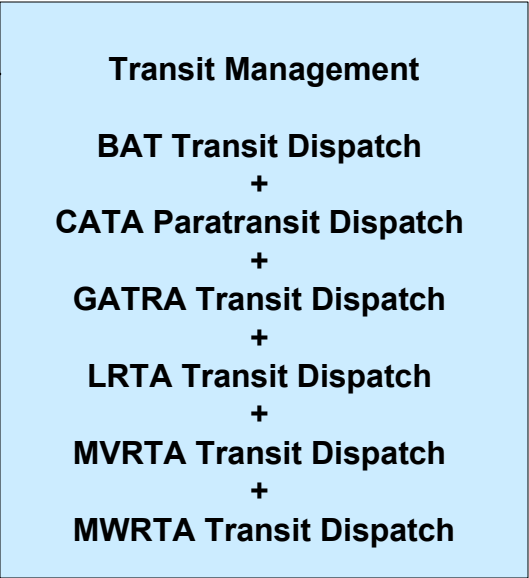 Transit Management
BAT Transit Dispatch
+
CATA Paratransit Dispatch
+
GATRA Transit Dispatch
+
LRTA Transit Dispatch
+
MVRTA Transit Dispatch
+
MWRTA Transit Dispatch